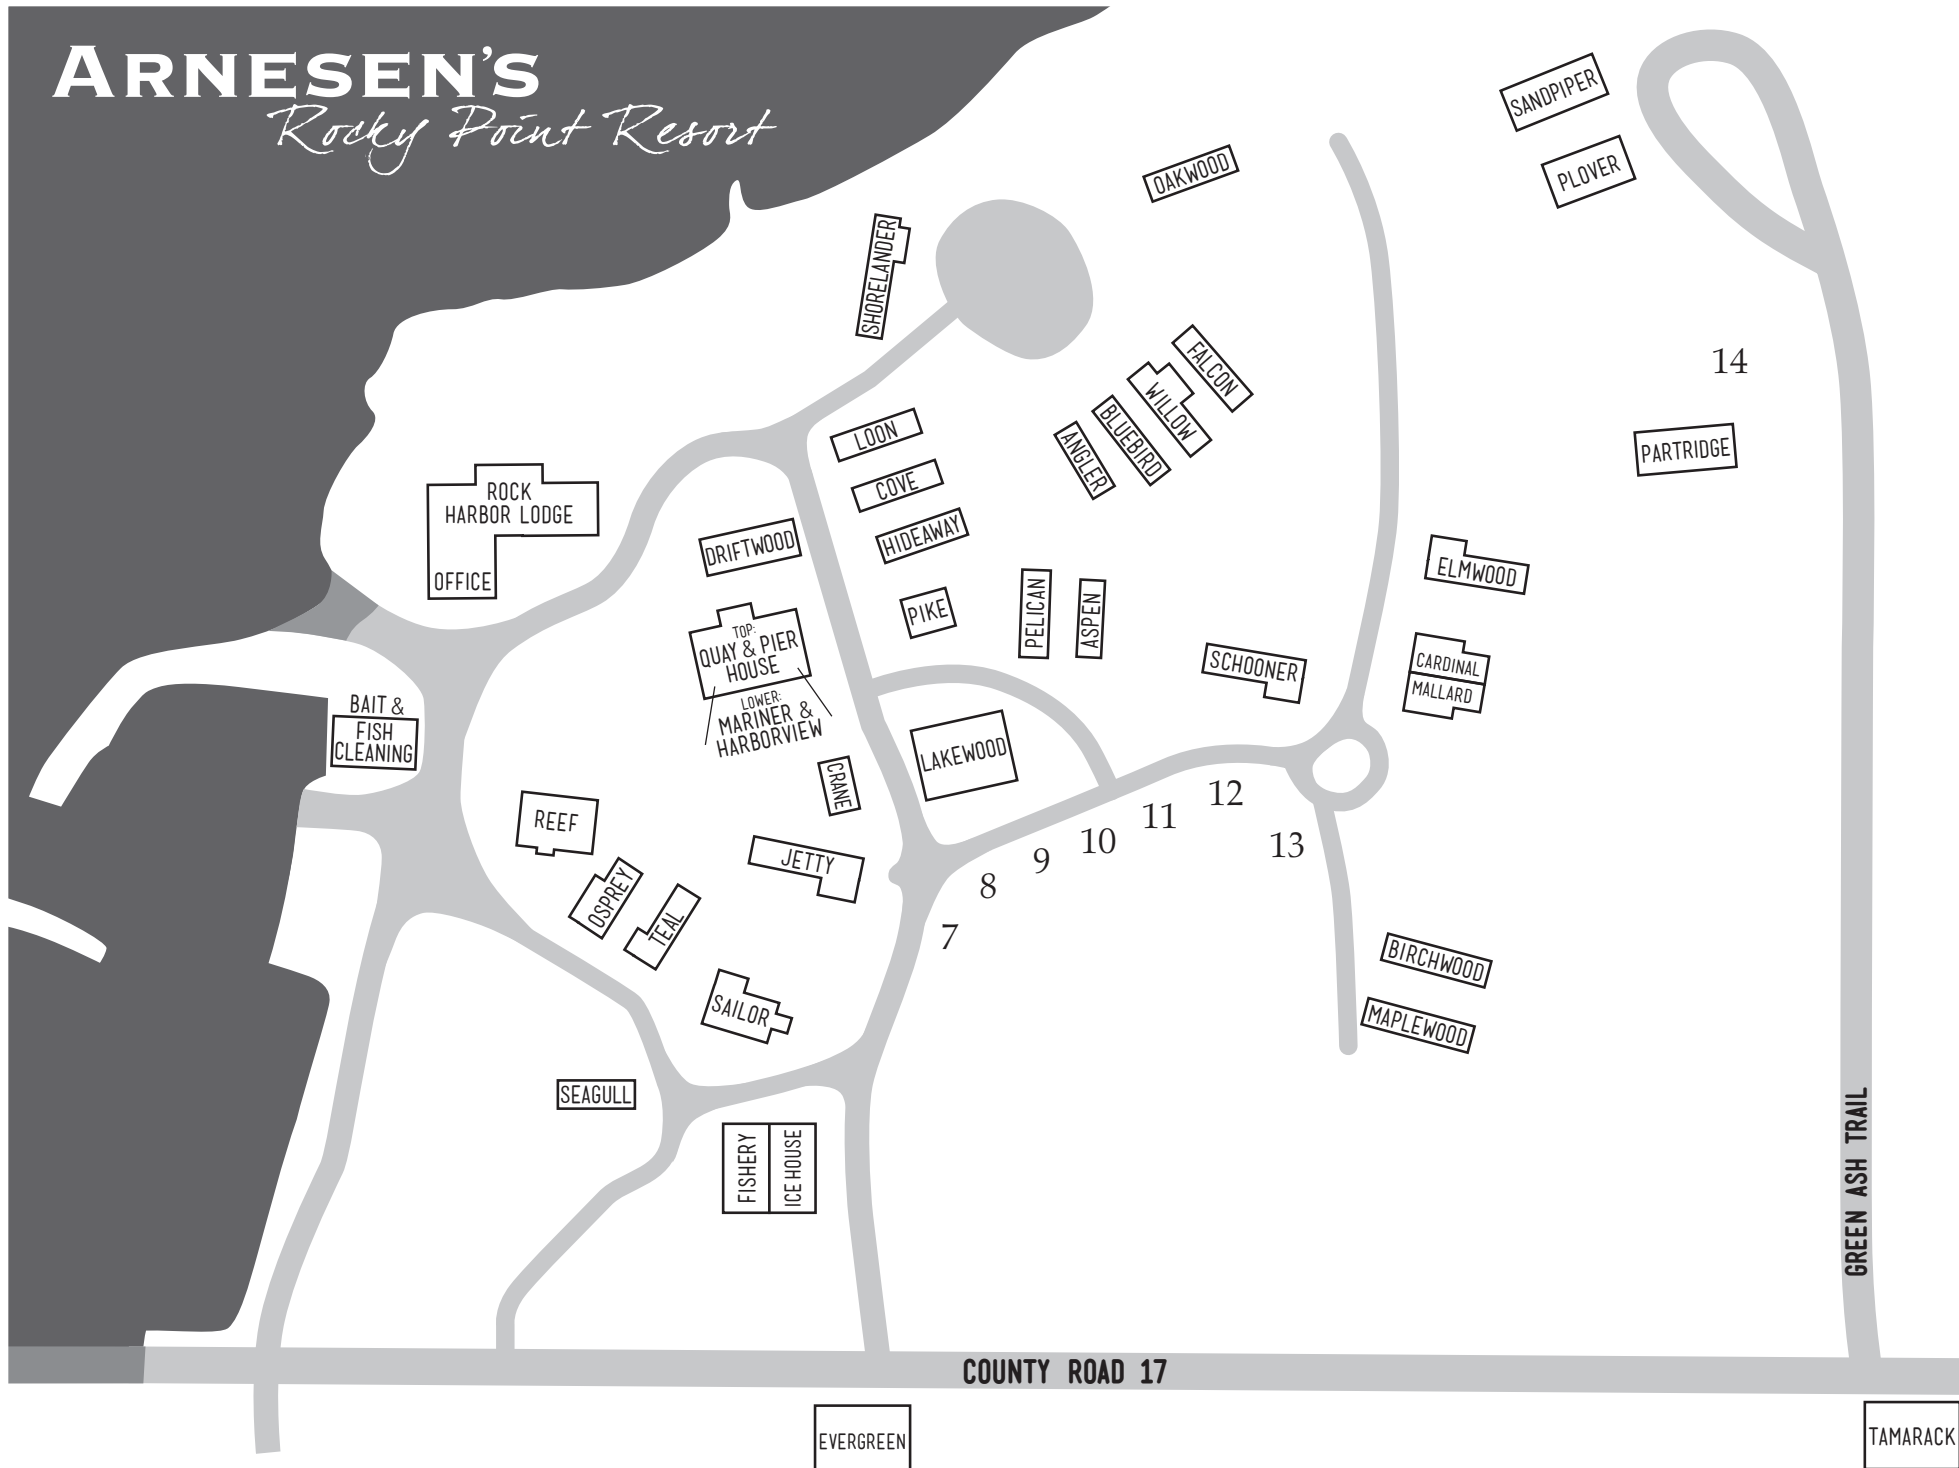 ARNESEN'S
Rocky Point Resort
SANDPIPER
PLOVER
OAKWOOD
SHORELANDER
FALCON
WILLOW
BLUEBIRD
ANGLER
14
PARTRIDGE
LOON
COVE
HIDEAWAY
PIKE
ROCK
HARBOR LODGE
OFFICE
DRIFTWOOD
PELICAN
ASPEN
ELMWOOD
TOP:
QUAY & PIER
HOUSE
LOWER:
MARINER &
HARBORVIEW
SCHOONER
CARDINAL
MALLARD
BAIT &
FISH
CLEANING
LAKEWOOD
CRANE
REEF
JETTY
12
11
10
9
8
7
13
OSPREY
TEAL
SAILOR
BIRCHWOOD
MAPLEWOOD
SEAGULL
FISHERY
ICE HOUSE
GREEN ASH TRAIL
COUNTY ROAD 17
EVERGREEN
TAMARACK